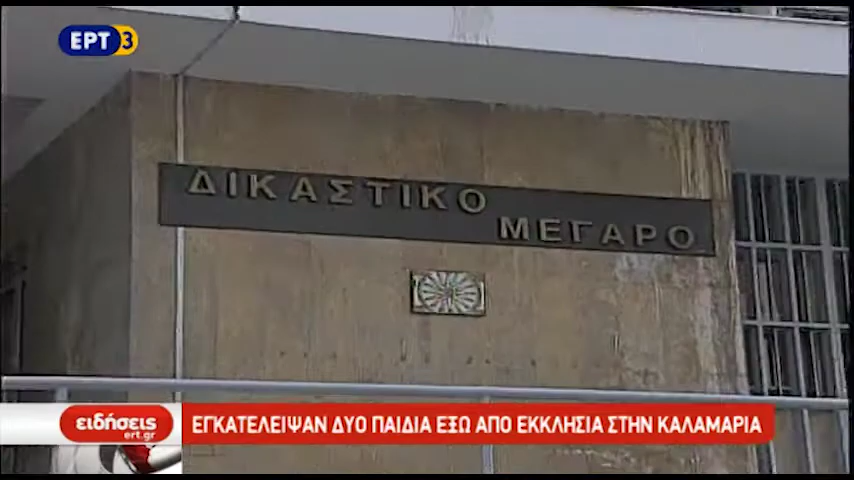 ΕΡΤ3
ΔΙΚΑΣΤΙΚΟ
ΜΕΓΑΡΟ
ειδήσεις
ert.gr
ΕΓΚΑΤΕΛΕΙΨΑΝ ΔΥΟ ΠΑΙΔΙΑ ΕΞΩ ΑΠΟ ΕΚΚΛΗΣΙΑ ΣΤΗΝ ΚΑΛΑΜΑΡΙΑ